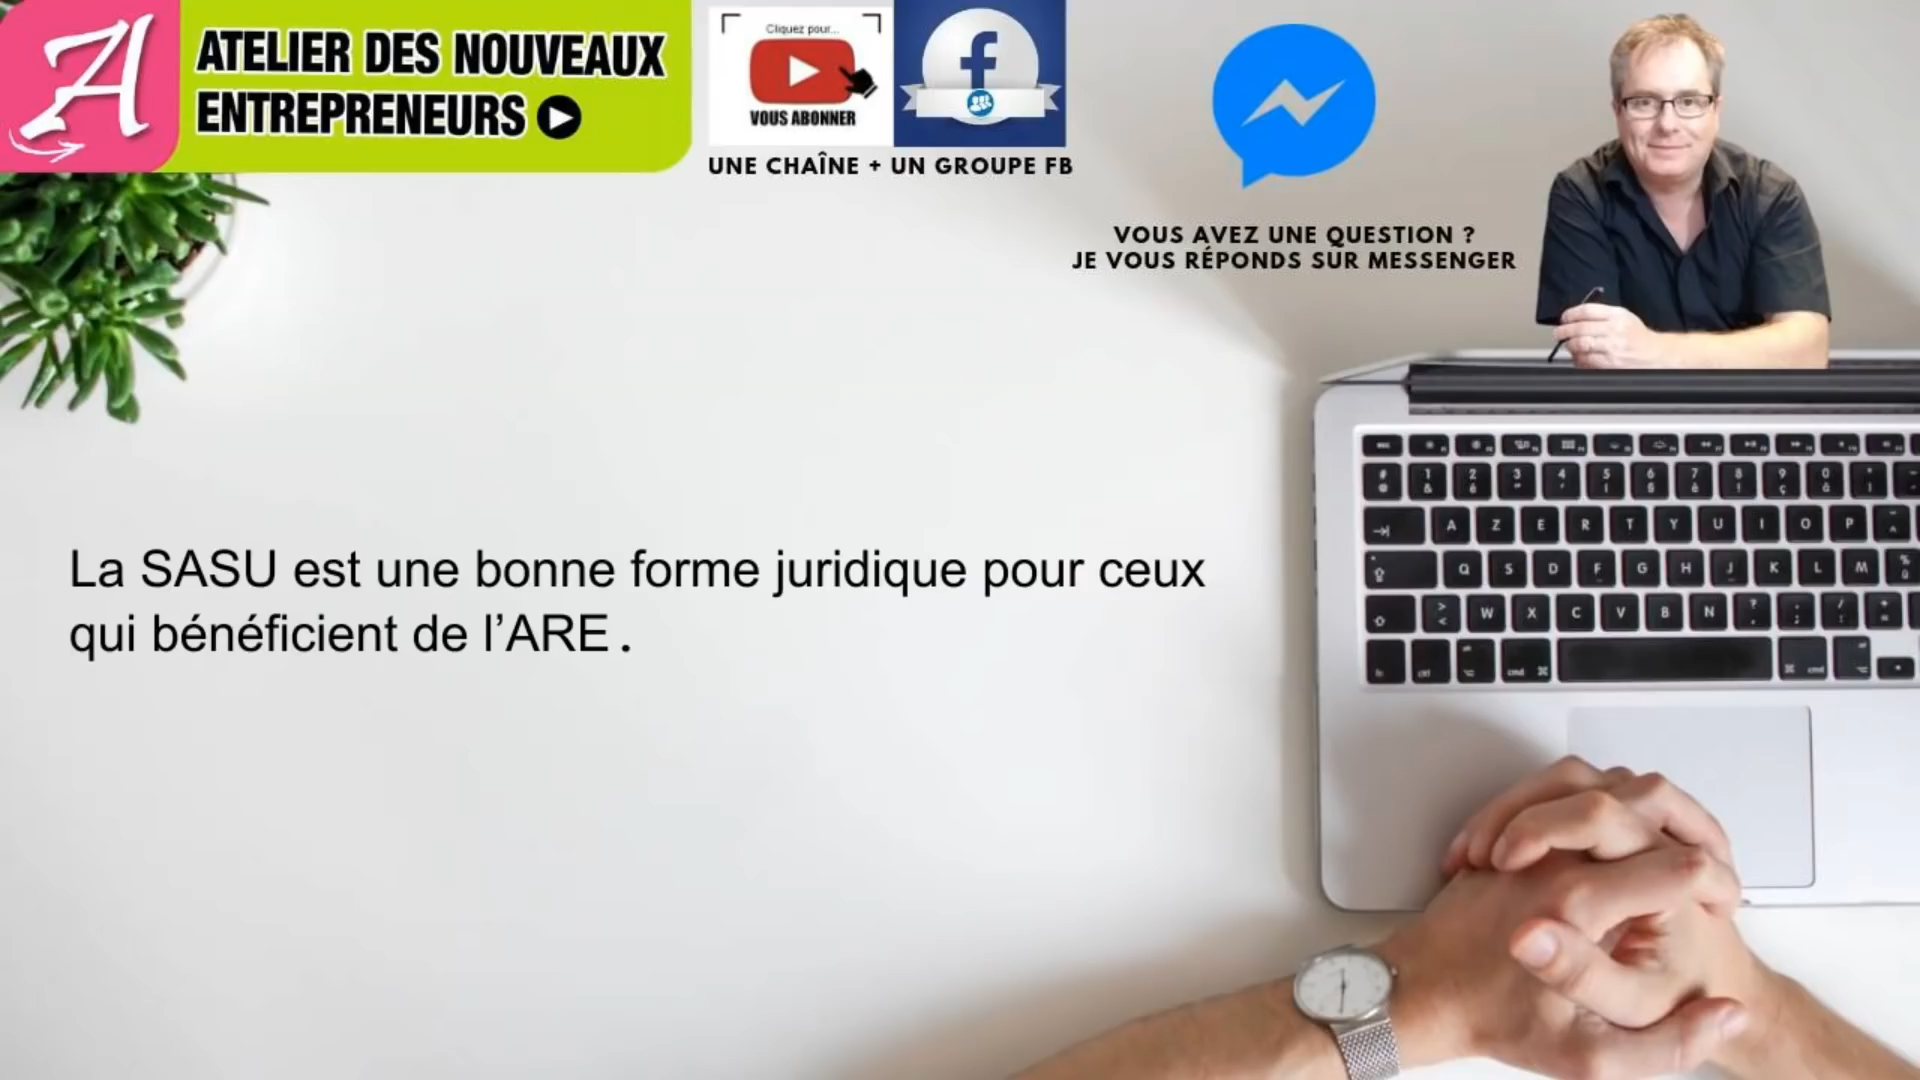 ATELIER DES NOUVEAUX
ENTREPRENEURS
Cliquez pour...
VOUS ABONNER
UNE CHAÎNE + UN GROUPE FB
VOUS AVEZ UNE QUESTION ?
JE VOUS RÉPONDS SUR MESSENGER
La SASU est une bonne forme juridique pour ceux
qui bénéficient de l’ARE .
A Z E R T Y U I O P
Q S D F G H J K L M
W X C V B N